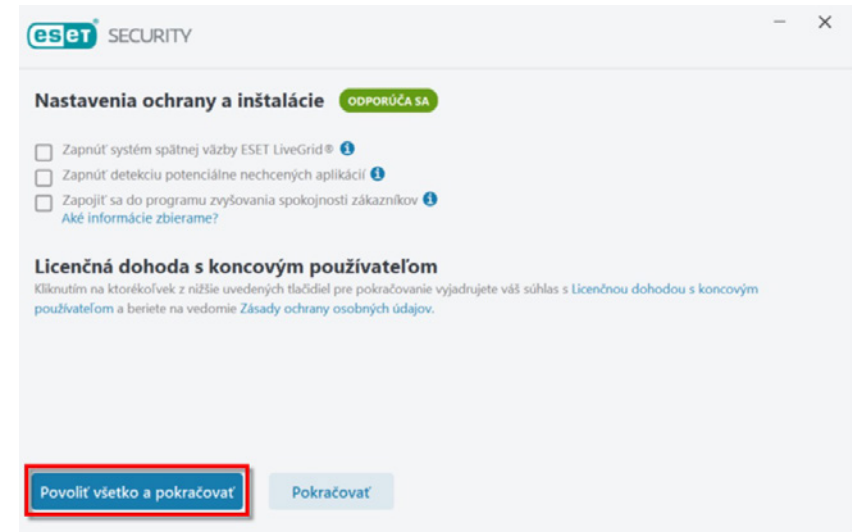 eset SECURITY
Nastavenia ochrany a inštalácie ODPORÚČA SA
Zapnúť systém spätnej väzby ESET LiveGrid®
Zapnúť detekciu potenciálne nechcených aplikácií
Zapojiť sa do programu zvyšovania spokojnosti zákazníkov
Aké informácie zbierame?
Licenčná dohoda s koncovým používateľom
Kliknutím na ktorékoľvek z nižšie uvedených tlačidiel pre pokračovanie vyjadrujete váš súhlas s Licenčnou dohodou s koncovým
používateľom a beriete na vedomie Zásady ochrany osobných údajov.
Povoliť všetko a pokračovať Pokračovať